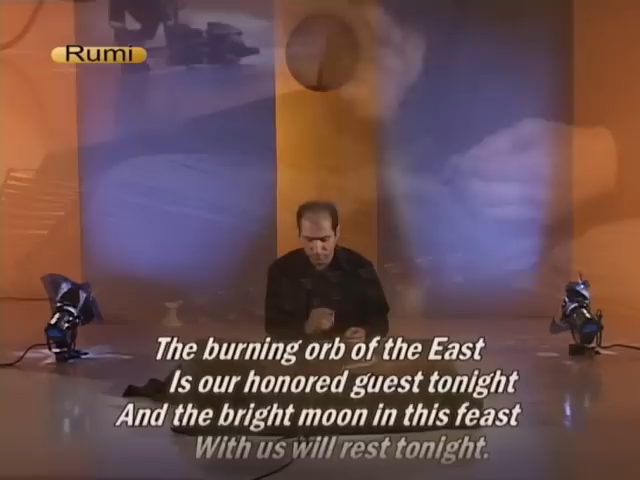 Rumi
The burning orb of the East
Is our honored guest tonight
And the bright moon in this feast
With us will rest tonight.